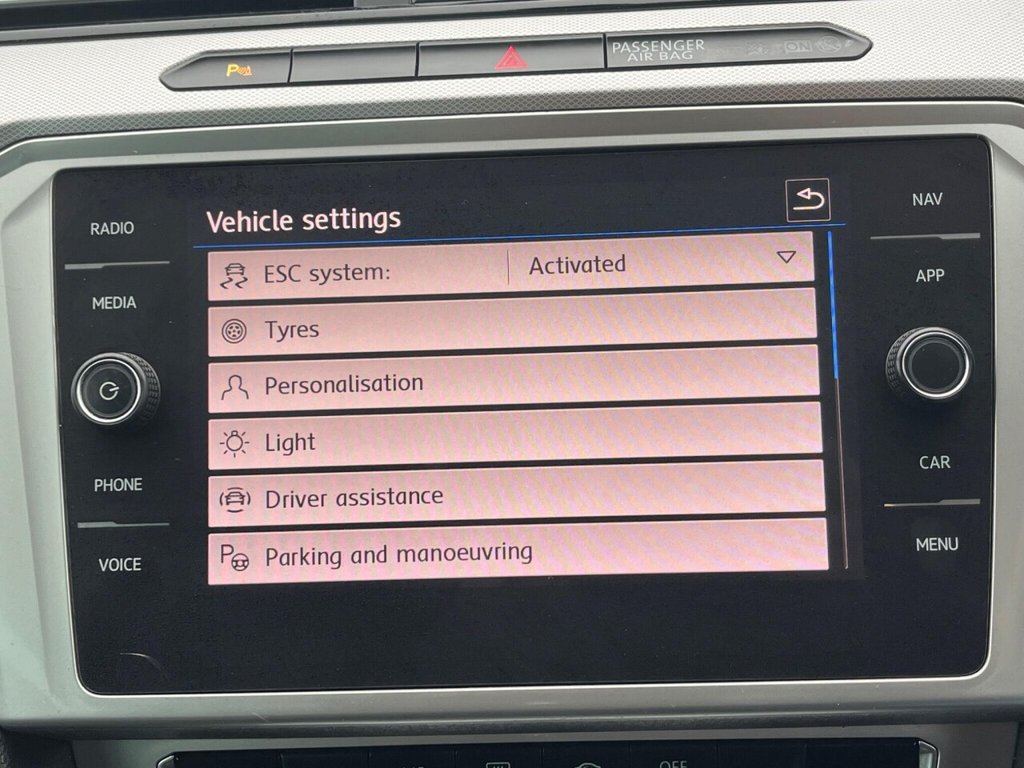 P
PASSENGER
AIR BAG
ON
RADIO
MEDIA
PHONE
VOICE
Vehicle settings
ESC system: Activated
Tyres
Personalisation
Light
Driver assistance
P Parking and manoeuvring
NAV
APP
CAR
MENU
OFF